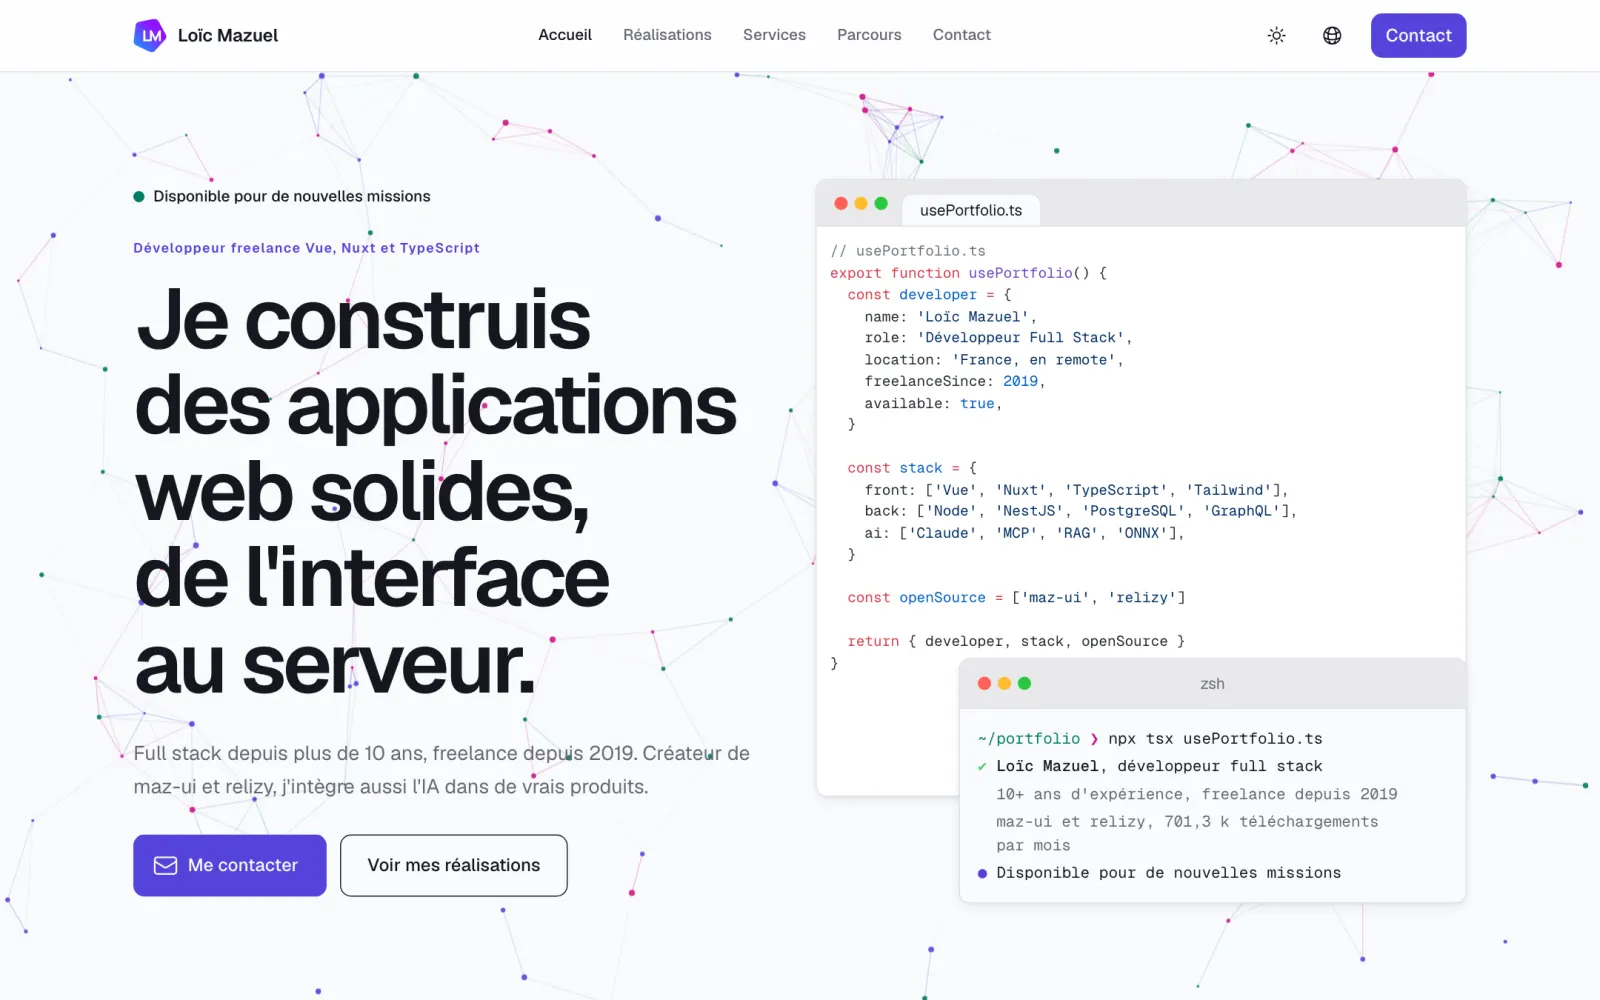 LM Loïc Mazuel
Accueil Réalisations Services Parcours Contact
Contact
Disponible pour de nouvelles missions
Développeur freelance Vue, Nuxt et TypeScript
Je construis
des applications
web solides,
de l'interface
au serveur.
Full stack depuis plus de 10 ans, freelance depuis 2019. Créateur de
maz-ui et relizy, j'intègre aussi l'IA dans de vrais produits.
Me contacter
Voir mes réalisations
usePortfolio.ts
// usePortfolio.ts
export function usePortfolio() {
  const developer = {
    name: 'Loïc Mazuel',
    role: 'Développeur Full Stack',
    location: 'France, en remote',
    freelanceSince: 2019,
    available: true,
  }
  const stack = {
    front: ['Vue', 'Nuxt', 'TypeScript', 'Tailwind'],
    back: ['Node', 'NestJS', 'PostgreSQL', 'GraphQL'],
    ai: ['Claude', 'MCP', 'RAG', 'ONNX'],
  }
  const openSource = ['maz-ui', 'relizy']
  return { developer, stack, openSource }
}
zsh
~/portfolio ❯ npx tsx usePortfolio.ts
✔ Loïc Mazuel, développeur full stack
10+ ans d'expérience, freelance depuis 2019
maz-ui et relizy, 701,3 k téléchargements
par mois
Disponible pour de nouvelles missions